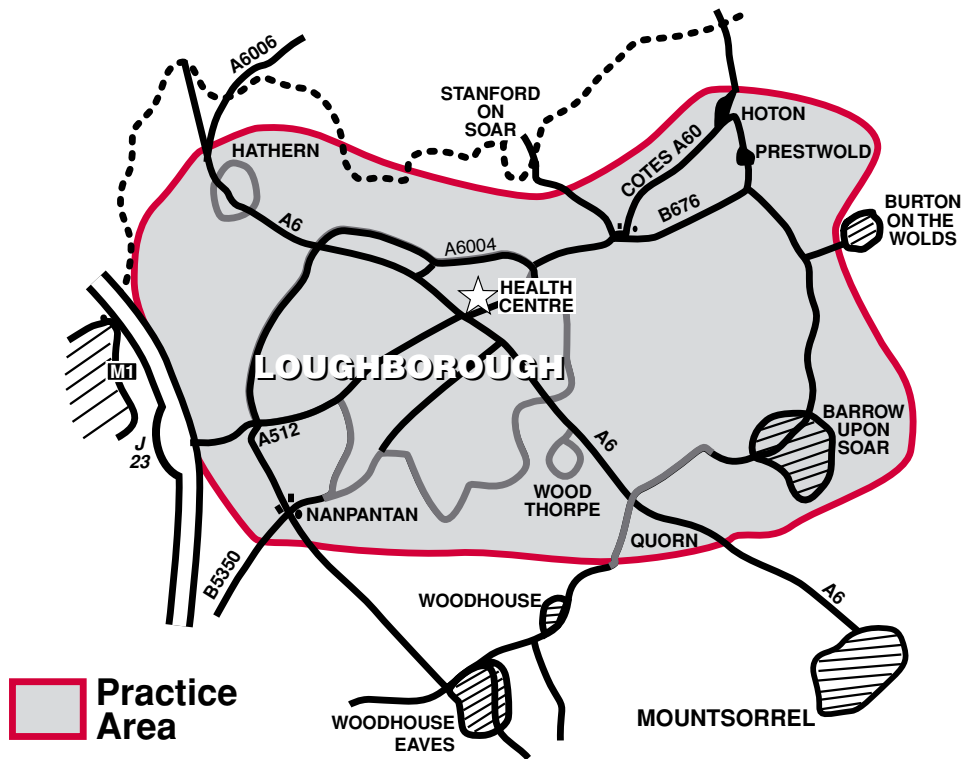 A6006
STANFORD
ON
SOAR
HOTON
HATHERN
COTES A60
PRESTWOLD
BURTON
ON THE
WOLDS
B676
A6
A6004
HEALTH
CENTRE
LOUGHBOROUGH
M1
J
23
A512
A6
BARROW
UPON
SOAR
WOOD
THORPE
NANPANTAN
QUORN
B5350
WOODHOUSE
A6
Practice
Area
WOODHOUSE
EAVES
MOUNTSORREL